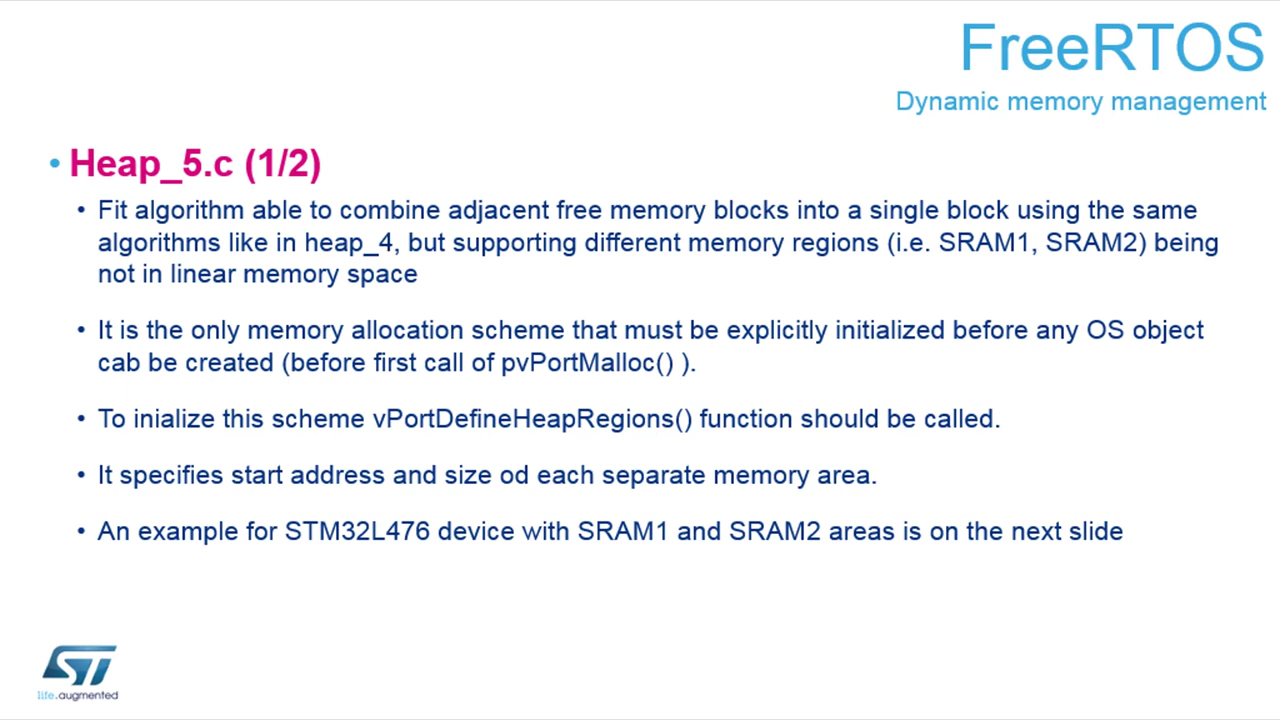 FreeRTOS
Dynamic memory management
• Heap_5.c (1/2)
• Fit algorithm able to combine adjacent free memory blocks into a single block using the same
algorithms like in heap_4, but supporting different memory regions (i.e. SRAM1, SRAM2) being
not in linear memory space
• It is the only memory allocation scheme that must be explicitly initialized before any OS object
cab be created (before first call of pvPortMalloc() ).
• To inialize this scheme vPortDefineHeapRegions() function should be called.
• It specifies start address and size od each separate memory area.
• An example for STM32L476 device with SRAM1 and SRAM2 areas is on the next slide
ST
life.augmented